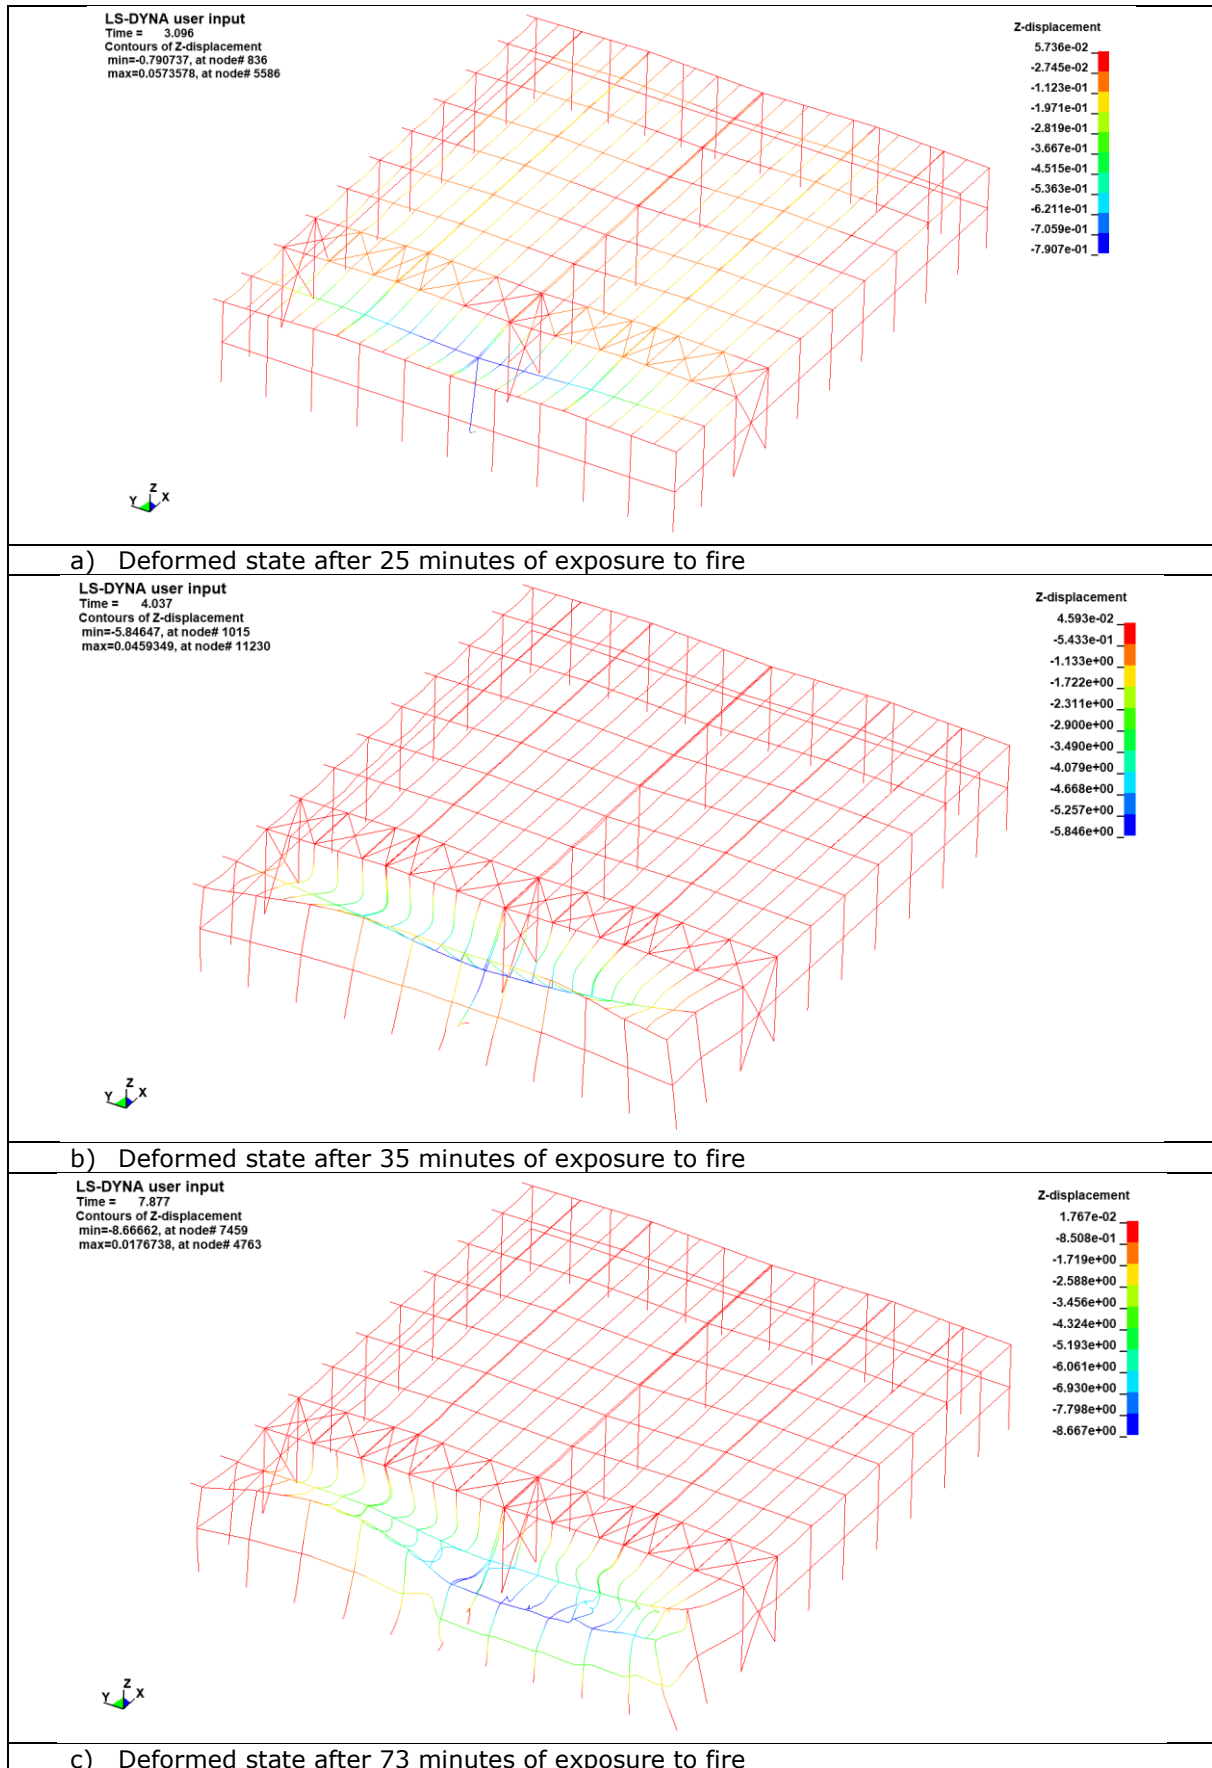 LS-DYNA user input
Time = 3.096
Contours of Z-displacement
min=-0.790737, at node# 836
max=0.0573578, at node# 5586
Z-displacement
5.736e-02
-2.745e-02
-1.123e-01
-1.971e-01
-2.819e-01
-3.667e-01
-4.515e-01
-5.363e-01
-6.211e-01
-7.059e-01
-7.907e-01
Z
Y X
a) Deformed state after 25 minutes of exposure to fire
LS-DYNA user input
Time = 4.037
Contours of Z-displacement
min=-5.84647, at node# 1015
max=0.0459349, at node# 11230
Z-displacement
4.593e-02
-5.433e-01
-1.133e+00
-1.722e+00
-2.311e+00
-2.900e+00
-3.490e+00
-4.079e+00
-4.668e+00
-5.257e+00
-5.846e+00
Z
Y X
b) Deformed state after 35 minutes of exposure to fire
LS-DYNA user input
Time = 7.877
Contours of Z-displacement
min=-8.66662, at node# 7459
max=0.0176738, at node# 4763
Z-displacement
1.767e-02
-8.508e-01
-1.719e+00
-2.588e+00
-3.456e+00
-4.324e+00
-5.193e+00
-6.061e+00
-6.930e+00
-7.798e+00
-8.667e+00
Z
Y X
c) Deformed state after 73 minutes of exposure to fire